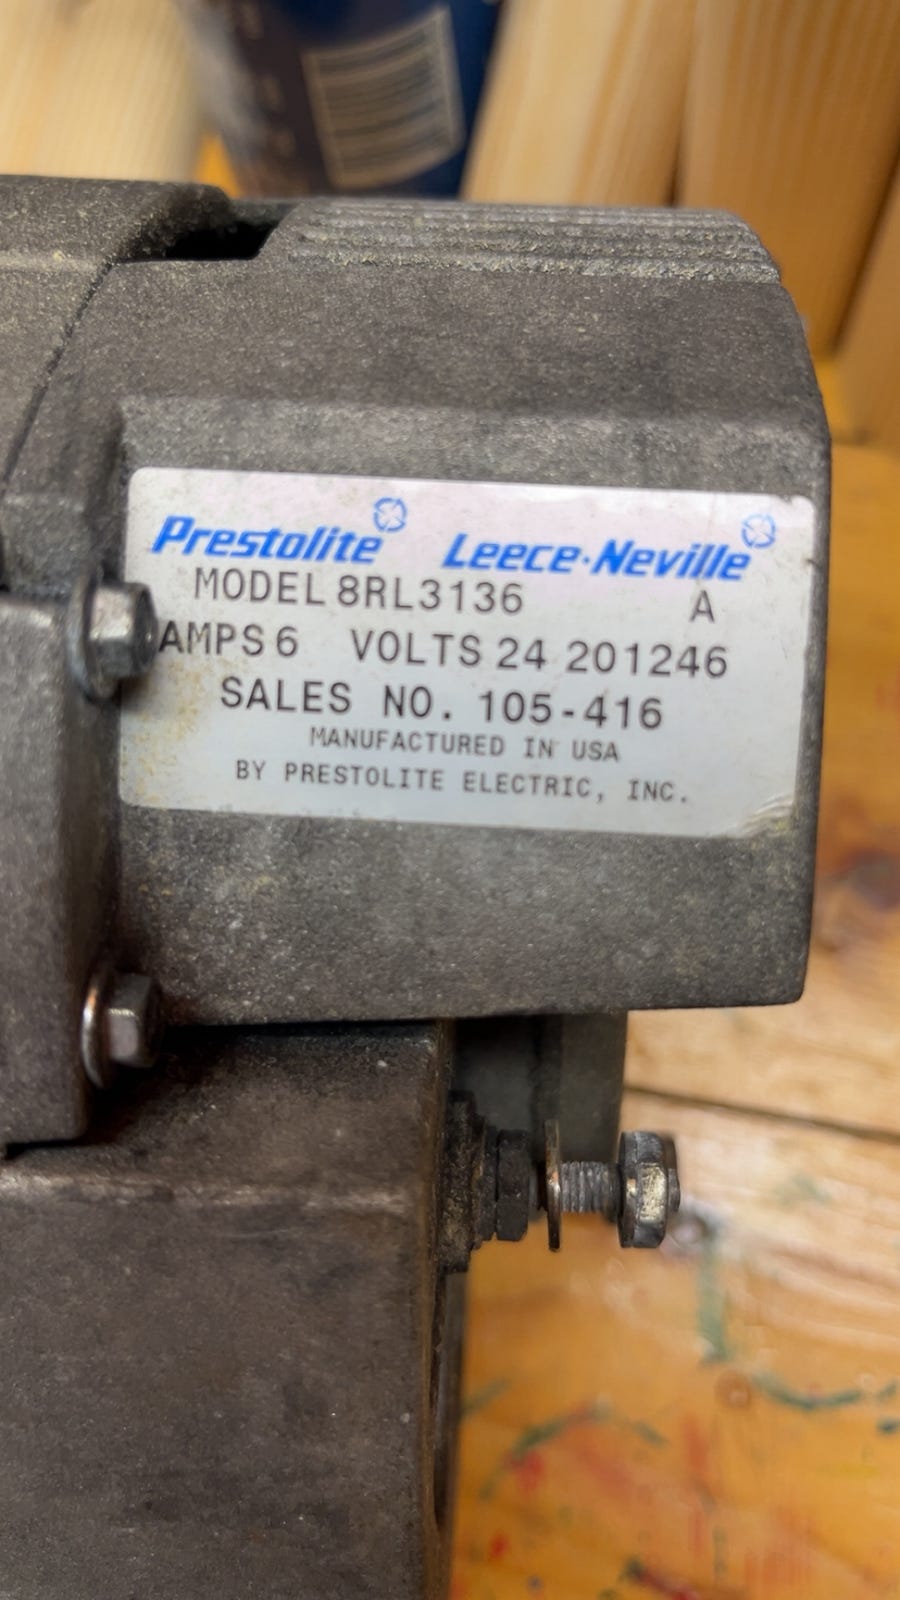 Prestolite Leece-Neville
MODEL 8RL3136 A
AMPS 6 VOLTS 24 201246
SALES NO. 105-416
MANUFACTURED IN USA
BY PRESTOLITE ELECTRIC, INC.